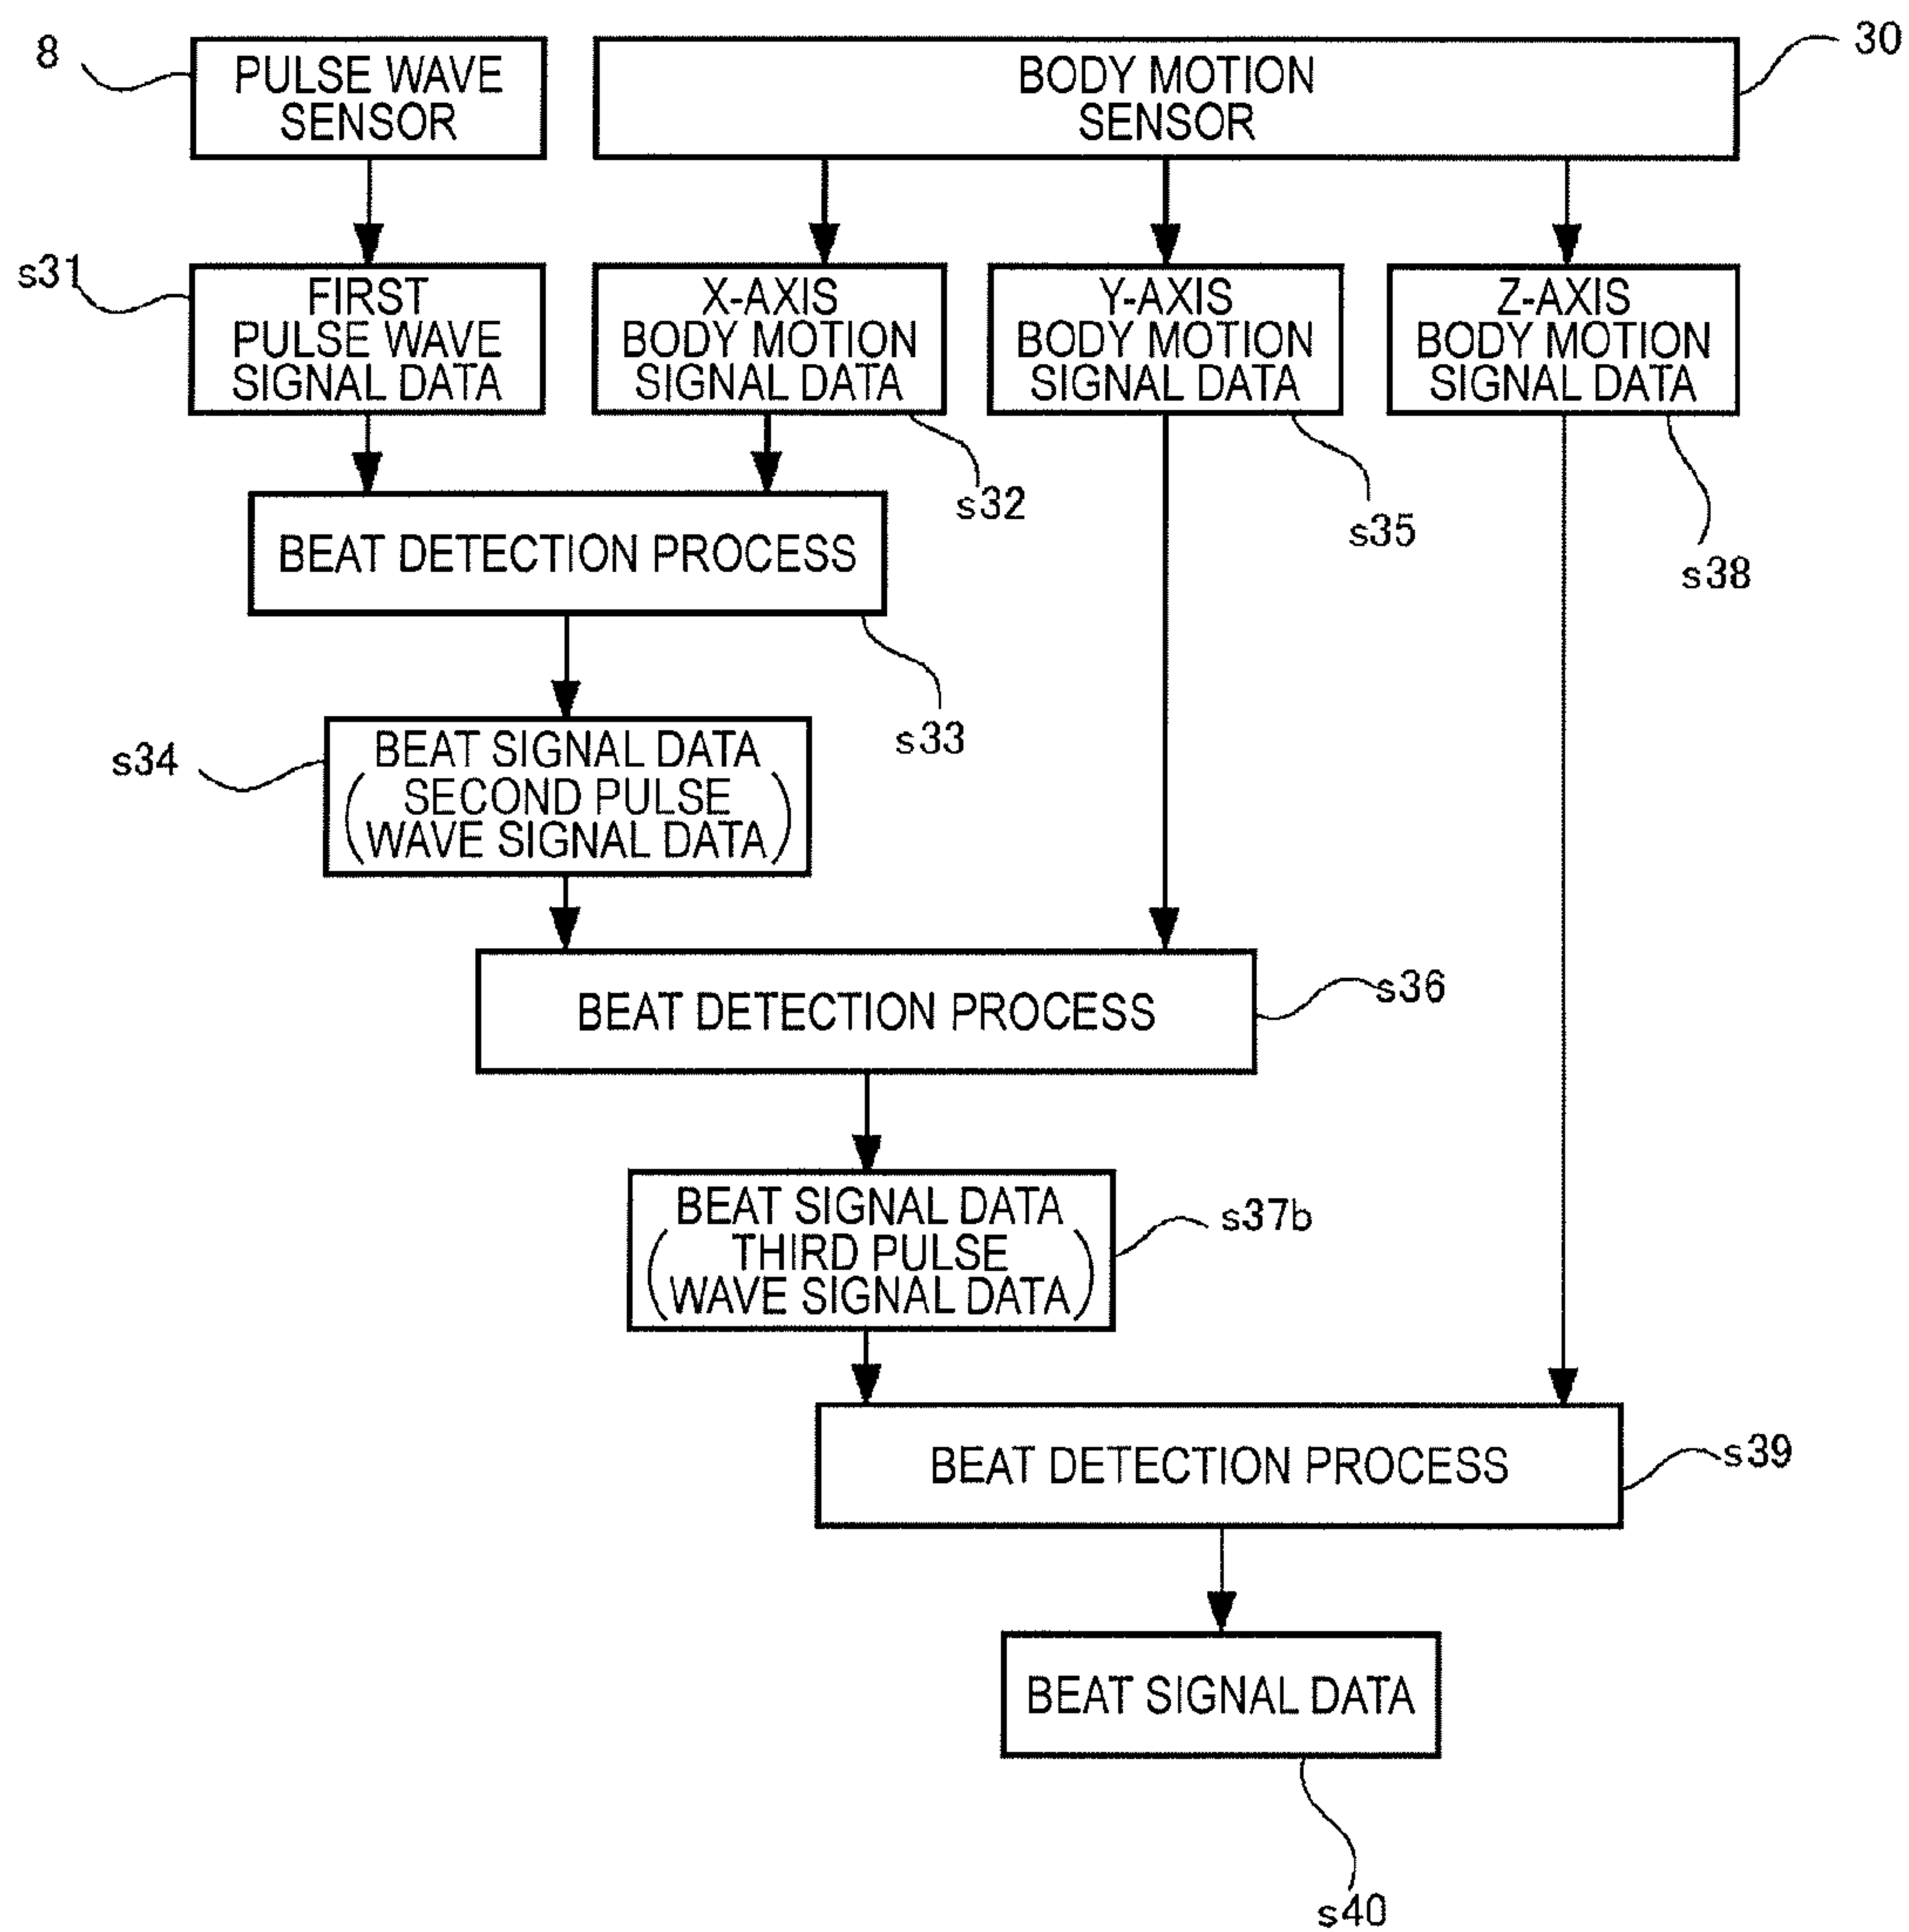 8
PULSE WAVE
SENSOR
BODY MOTION
SENSOR
30
s31
FIRST
PULSE WAVE
SIGNAL DATA
X-AXIS
BODY MOTION
SIGNAL DATA
Y-AXIS
BODY MOTION
SIGNAL DATA
Z-AXIS
BODY MOTION
SIGNAL DATA
s32
s35
s38
BEAT DETECTION PROCESS
s33
s34
BEAT SIGNAL DATA
(SECOND PULSE
WAVE SIGNAL DATA)
BEAT DETECTION PROCESS
s36
BEAT SIGNAL DATA
(THIRD PULSE
WAVE SIGNAL DATA)
s37b
BEAT DETECTION PROCESS
s39
BEAT SIGNAL DATA
s40